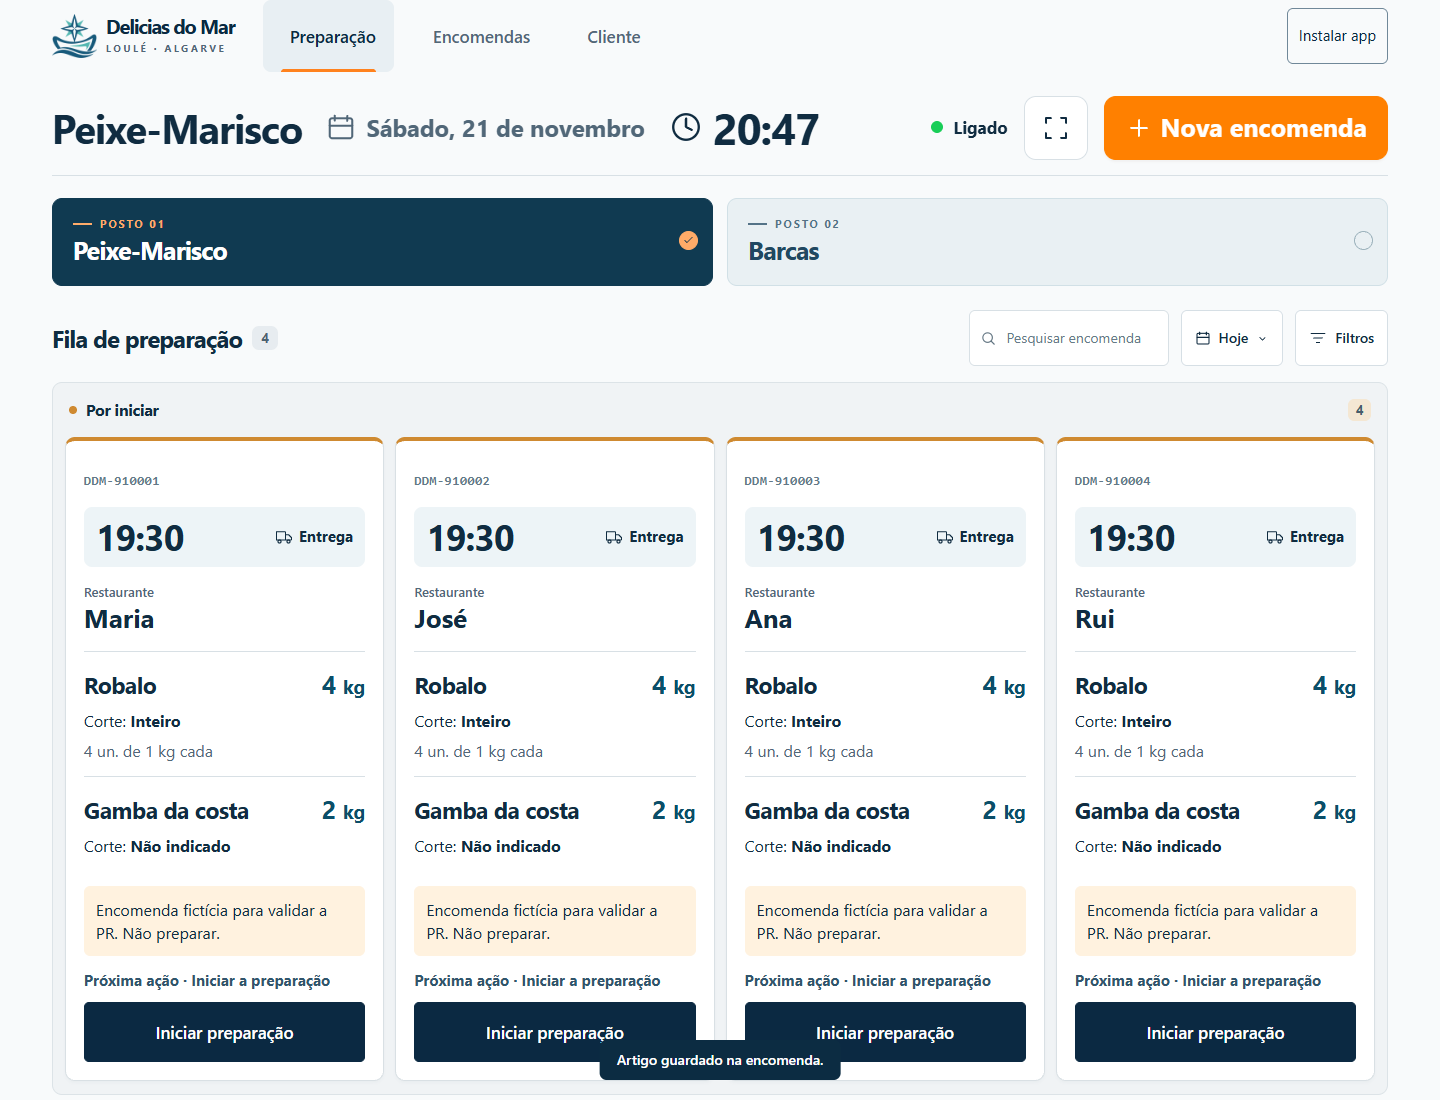 Delicias do Mar
LOULÉ · ALGARVE
Preparação
Encomendas
Cliente
Instalar app
Peixe-Marisco
Sábado, 21 de novembro
20:47
Ligado
Nova encomenda
POSTO 01
Peixe-Marisco
POSTO 02
Barcas
Fila de preparação
4
Pesquisar encomenda
Hoje
Filtros
Por iniciar
4
DDM-910001
19:30
Entrega
Restaurante
Maria
Robalo
4 kg
Corte: Inteiro
4 un. de 1 kg cada
Gamba da costa
2 kg
Corte: Não indicado
Encomenda fictícia para validar a
PR. Não preparar.
Próxima ação · Iniciar a preparação
Iniciar preparação
DDM-910002
19:30
Entrega
Restaurante
José
Robalo
4 kg
Corte: Inteiro
4 un. de 1 kg cada
Gamba da costa
2 kg
Corte: Não indicado
Encomenda fictícia para validar a
PR. Não preparar.
Próxima ação · Iniciar a preparação
Iniciar preparação
DDM-910003
19:30
Entrega
Restaurante
Ana
Robalo
4 kg
Corte: Inteiro
4 un. de 1 kg cada
Gamba da costa
2 kg
Corte: Não indicado
Encomenda fictícia para validar a
PR. Não preparar.
Próxima ação · Iniciar a preparação
Iniciar preparação
DDM-910004
19:30
Entrega
Restaurante
Rui
Robalo
4 kg
Corte: Inteiro
4 un. de 1 kg cada
Gamba da costa
2 kg
Corte: Não indicado
Encomenda fictícia para validar a
PR. Não preparar.
Próxima ação · Iniciar a preparação
Iniciar preparação
Artigo guardado na encomenda.